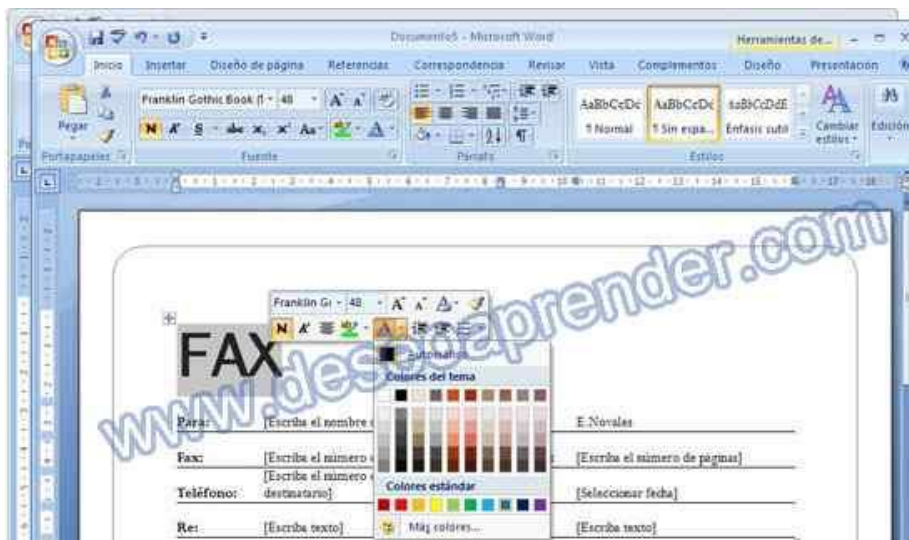 Documento5 - Microsoft Word
Herramientas de...
Inicio Insertar Diseño de página Referencias Correspondencia Revisar Vista Complementos Diseño Presentación
Franklin Gothic Book (T 48
AaBbCcDc AaBbCcDc AaBbCcDdE
Pegar
¶ Normal ¶ Sin espa... Énfasis sutil
Cambiar estilos
Edición
Portapapeles Fuente Párrafo Estilos
www.desdeaprender.com
Franklin Gi 48
FAX
Automático
Colores del tema
Para: [Escriba el nombre E.Novales
Fax: [Escriba el número [Escriba el número de páginas]
Teléfono: [Escriba el número
destinatario] [Seleccionar fecha]
Colores estándar
Re: [Escriba texto] [Escriba texto]
Más colores...